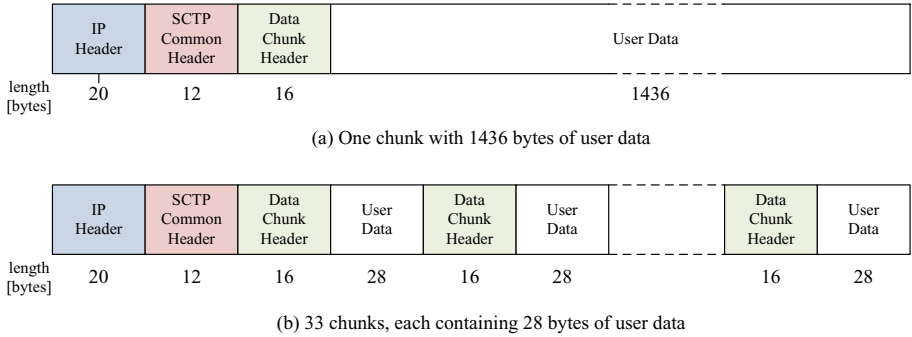 IP
Header
SCTP
Common
Header
Data
Chunk
Header
User Data
length
[bytes]
20
12
16
1436
(a) One chunk with 1436 bytes of user data
IP
Header
SCTP
Common
Header
Data
Chunk
Header
User
Data
Data
Chunk
Header
User
Data
Data
Chunk
Header
User
Data
length
[bytes]
20
12
16
28
16
28
16
28
(b) 33 chunks, each containing 28 bytes of user data